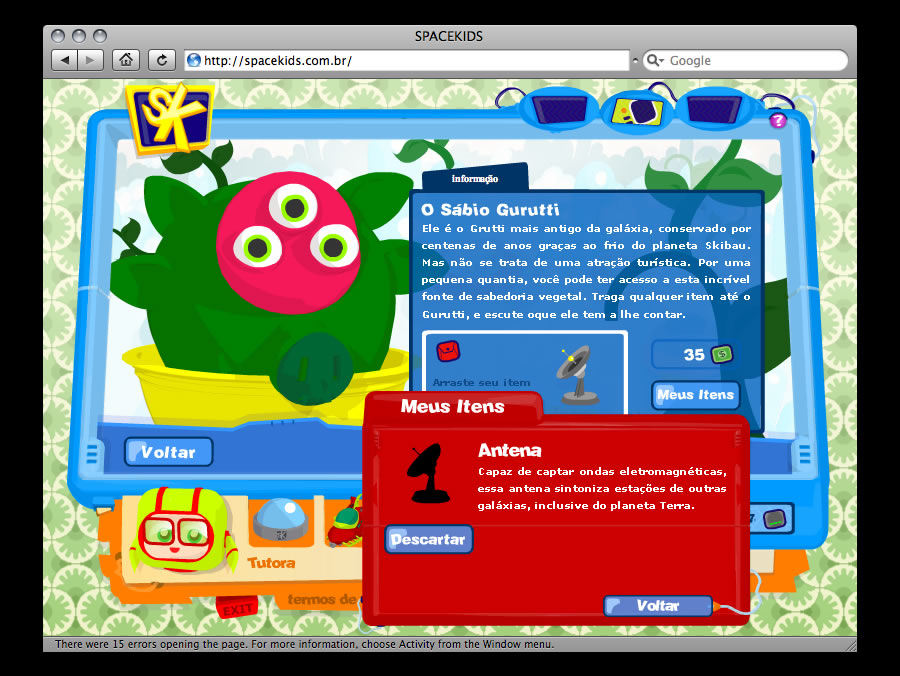 SPACEKIDS
http://spacekids.com.br/
Google
SK
?
informação
O Sábio Gurutti
Ele é o Grutti mais antigo da galáxia, conservado por
centenas de anos graças ao frio do planeta Skibau.
Mas não se trata de uma atração turística. Por uma
pequena quantia, você pode ter acesso a esta incrível
fonte de sabedoria vegetal. Traga qualquer item até o
Gurutti, e escute oque ele tem a lhe contar.
35
Arraste seu item
Meus Itens
Voltar
Meus Itens
Antena
Capaz de captar ondas eletromagnéticas,
essa antena sintoniza estações de outras
galáxias, inclusive do planeta Terra.
Descartar
Voltar
SK
Tutora
7
termos de
EXIT
There were 15 errors opening the page. For more information, choose Activity from the Window menu.